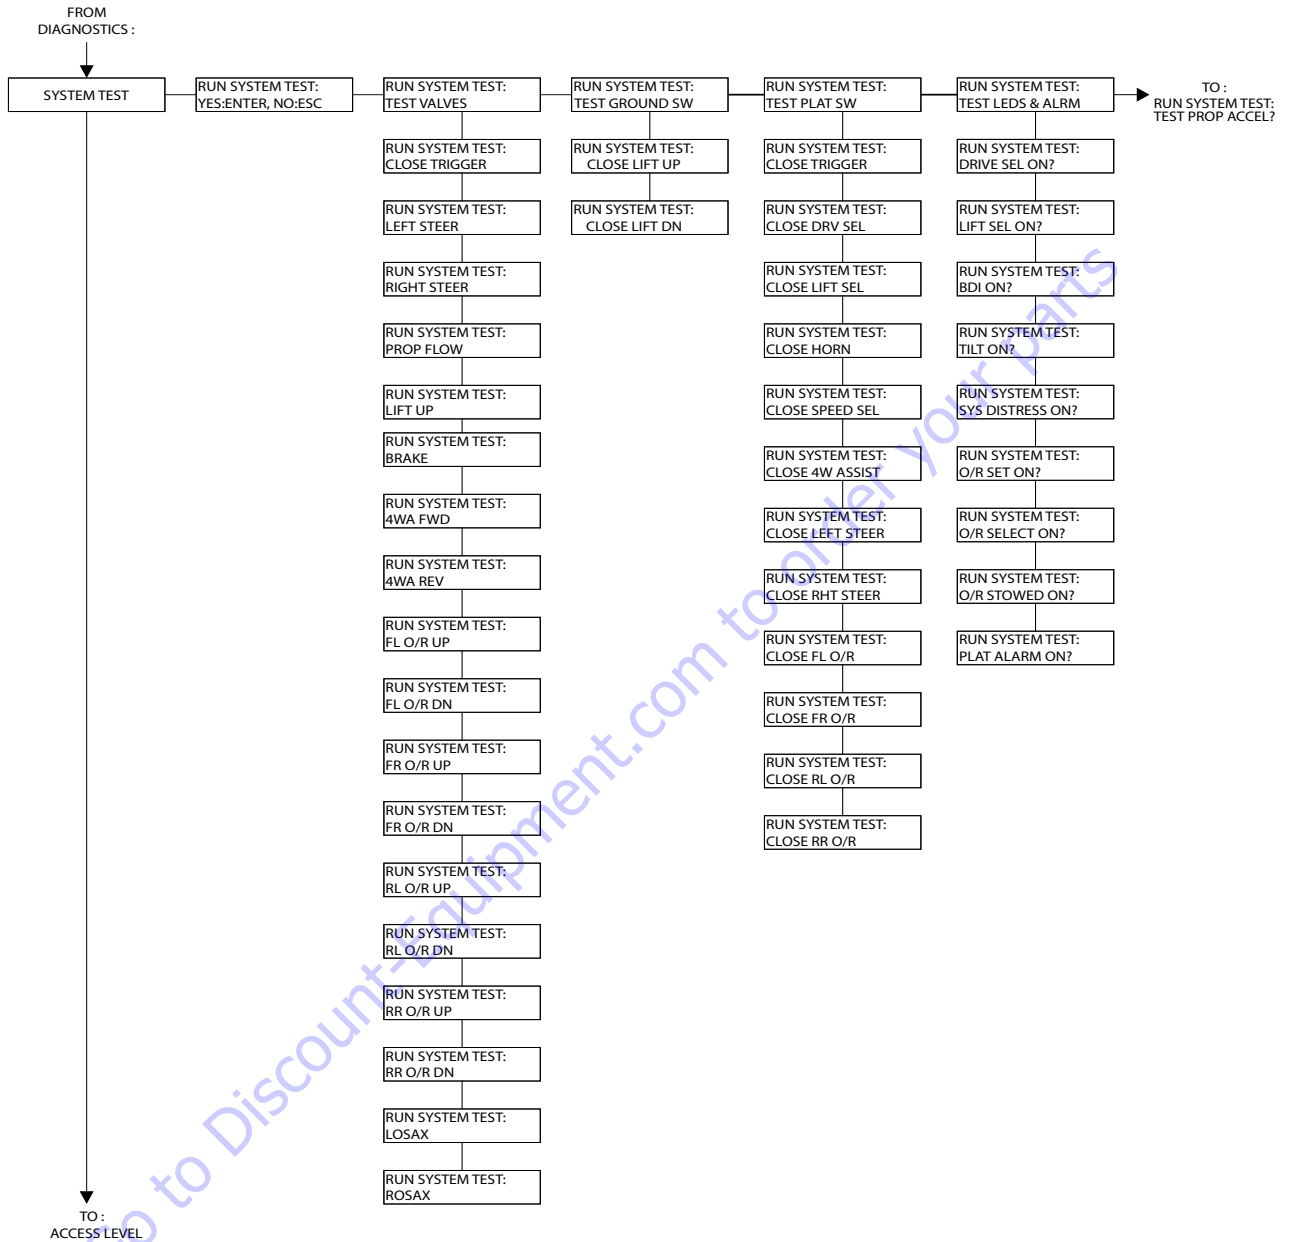 FROM
DIAGNOSTICS :
SYSTEM TEST
RUN SYSTEM TEST:
YES:ENTER, NO:ESC
RUN SYSTEM TEST:
TEST VALVES
RUN SYSTEM TEST:
TEST GROUND SW
RUN SYSTEM TEST:
TEST PLAT SW
RUN SYSTEM TEST:
TEST LEDS & ALRM
TO :
RUN SYSTEM TEST:
TEST PROP ACCEL?
RUN SYSTEM TEST:
CLOSE TRIGGER
RUN SYSTEM TEST:
LEFT STEER
RUN SYSTEM TEST:
RIGHT STEER
RUN SYSTEM TEST:
PROP FLOW
RUN SYSTEM TEST:
LIFT UP
RUN SYSTEM TEST:
BRAKE
RUN SYSTEM TEST:
4WA FWD
RUN SYSTEM TEST:
4WA REV
RUN SYSTEM TEST:
FL O/R UP
RUN SYSTEM TEST:
FL O/R DN
RUN SYSTEM TEST:
FR O/R UP
RUN SYSTEM TEST:
FR O/R DN
RUN SYSTEM TEST:
RL O/R UP
RUN SYSTEM TEST:
RL O/R DN
RUN SYSTEM TEST:
RR O/R UP
RUN SYSTEM TEST:
RR O/R DN
RUN SYSTEM TEST:
LOSAX
RUN SYSTEM TEST:
ROSAX
RUN SYSTEM TEST:
CLOSE LIFT UP
RUN SYSTEM TEST:
CLOSE LIFT DN
RUN SYSTEM TEST:
CLOSE TRIGGER
RUN SYSTEM TEST:
CLOSE DRV SEL
RUN SYSTEM TEST:
CLOSE LIFT SEL
RUN SYSTEM TEST:
CLOSE HORN
RUN SYSTEM TEST:
CLOSE SPEED SEL
RUN SYSTEM TEST:
CLOSE 4W ASSIST
RUN SYSTEM TEST:
CLOSE LEFT STEER
RUN SYSTEM TEST:
CLOSE RHT STEER
RUN SYSTEM TEST:
CLOSE FL O/R
RUN SYSTEM TEST:
CLOSE FR O/R
RUN SYSTEM TEST:
CLOSE RL O/R
RUN SYSTEM TEST:
CLOSE RR O/R
RUN SYSTEM TEST:
DRIVE SEL ON?
RUN SYSTEM TEST:
LIFT SEL ON?
RUN SYSTEM TEST:
BDI ON?
RUN SYSTEM TEST:
TILT ON?
RUN SYSTEM TEST:
SYS DISTRESS ON?
RUN SYSTEM TEST:
O/R SET ON?
RUN SYSTEM TEST:
O/R SELECT ON?
RUN SYSTEM TEST:
O/R STOWED ON?
RUN SYSTEM TEST:
PLAT ALARM ON?
TO :
ACCESS LEVEL
Go to Discount-Equipment.com to order your parts